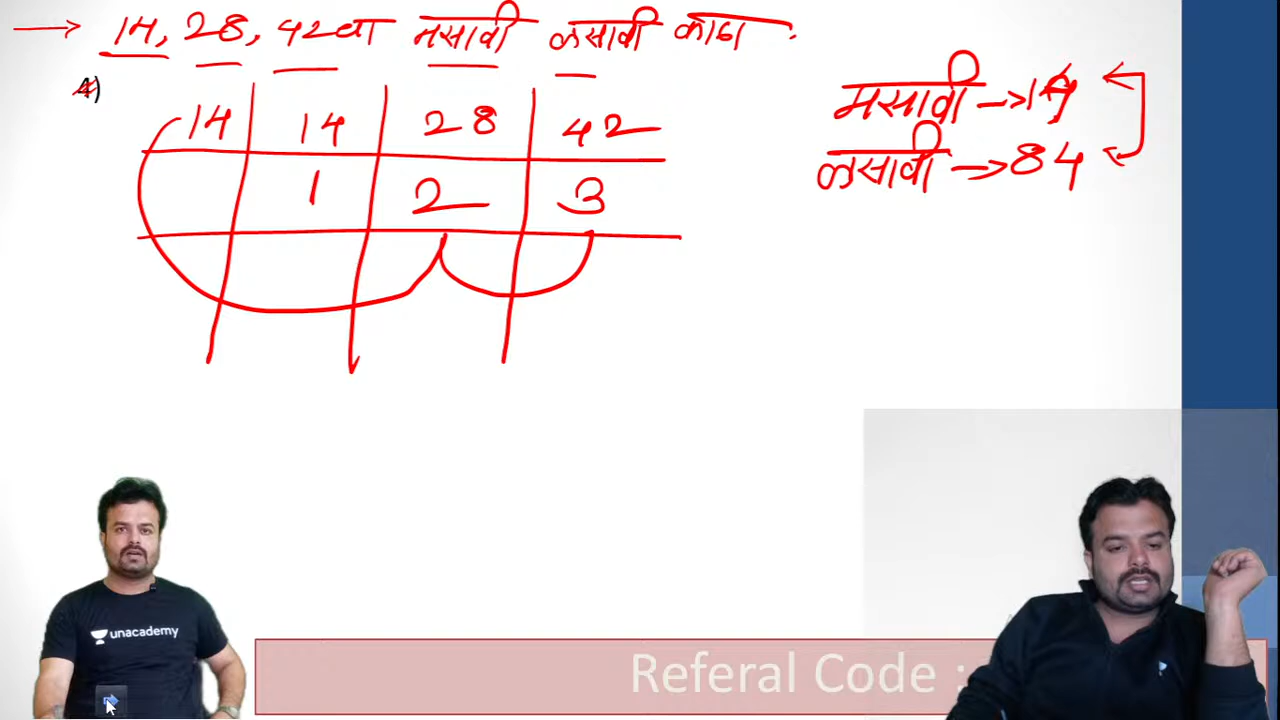 → 14, 28, 42 चा मसावी लसावी काढा.
4)
14 14 28 42
1 2 3
मसावी → 14
लसावी → 84
unacademy
Referal Code :